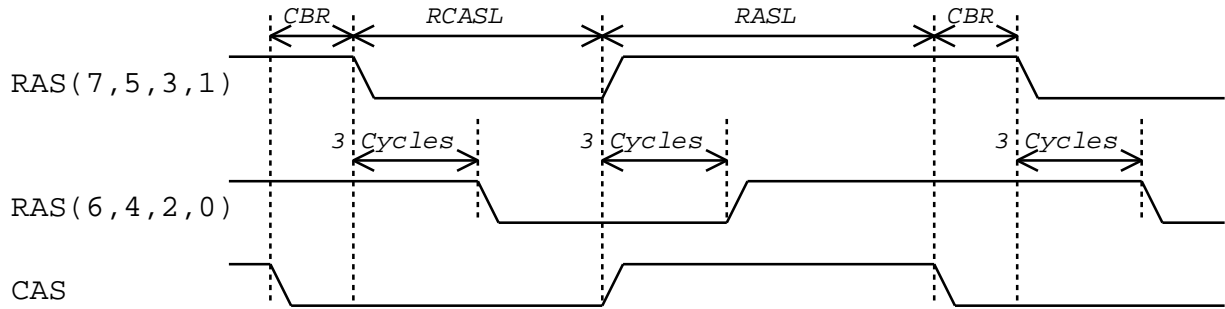 CBR RCASL RASL CBR
RAS(7,5,3,1)
3 Cycles 3 Cycles 3 Cycles
RAS(6,4,2,0)
CAS